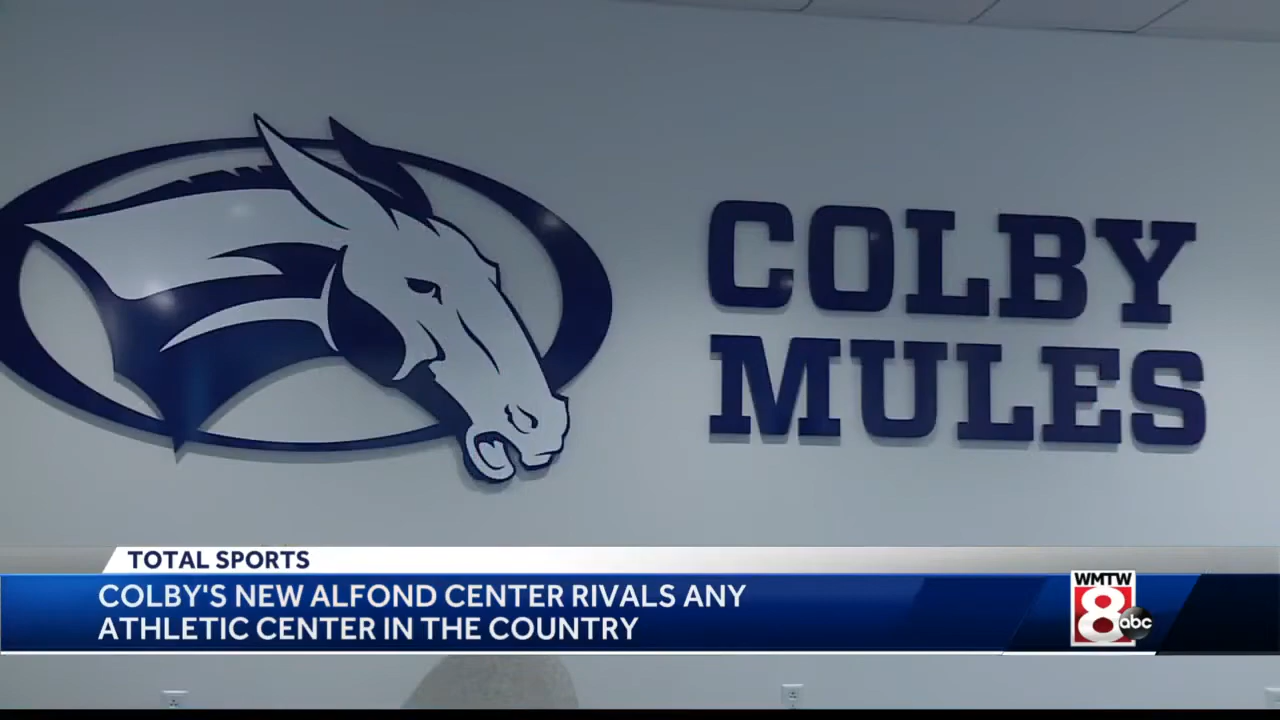 COLBY
MULES
TOTAL SPORTS
COLBY'S NEW ALFOND CENTER RIVALS ANY
ATHLETIC CENTER IN THE COUNTRY
WMTW
8
abc